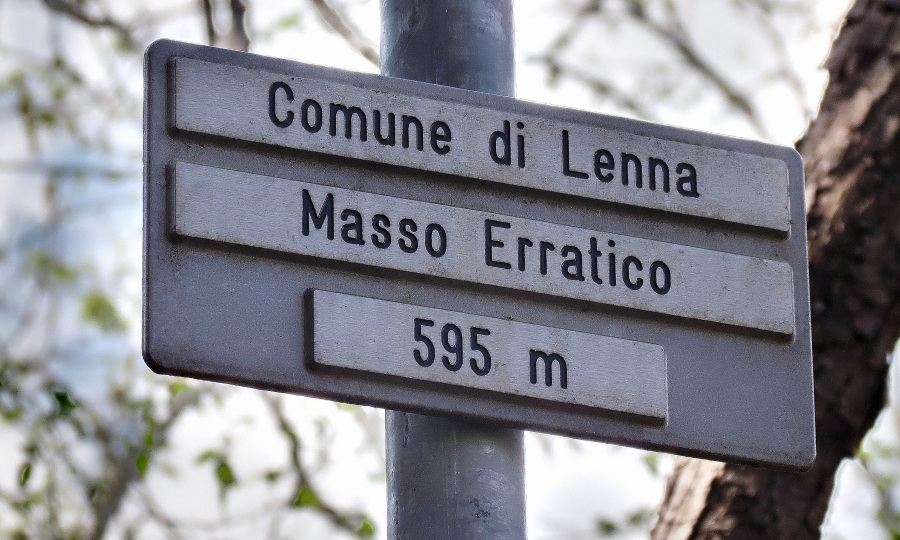 Comune di Lenna
Masso Erratico
595 m